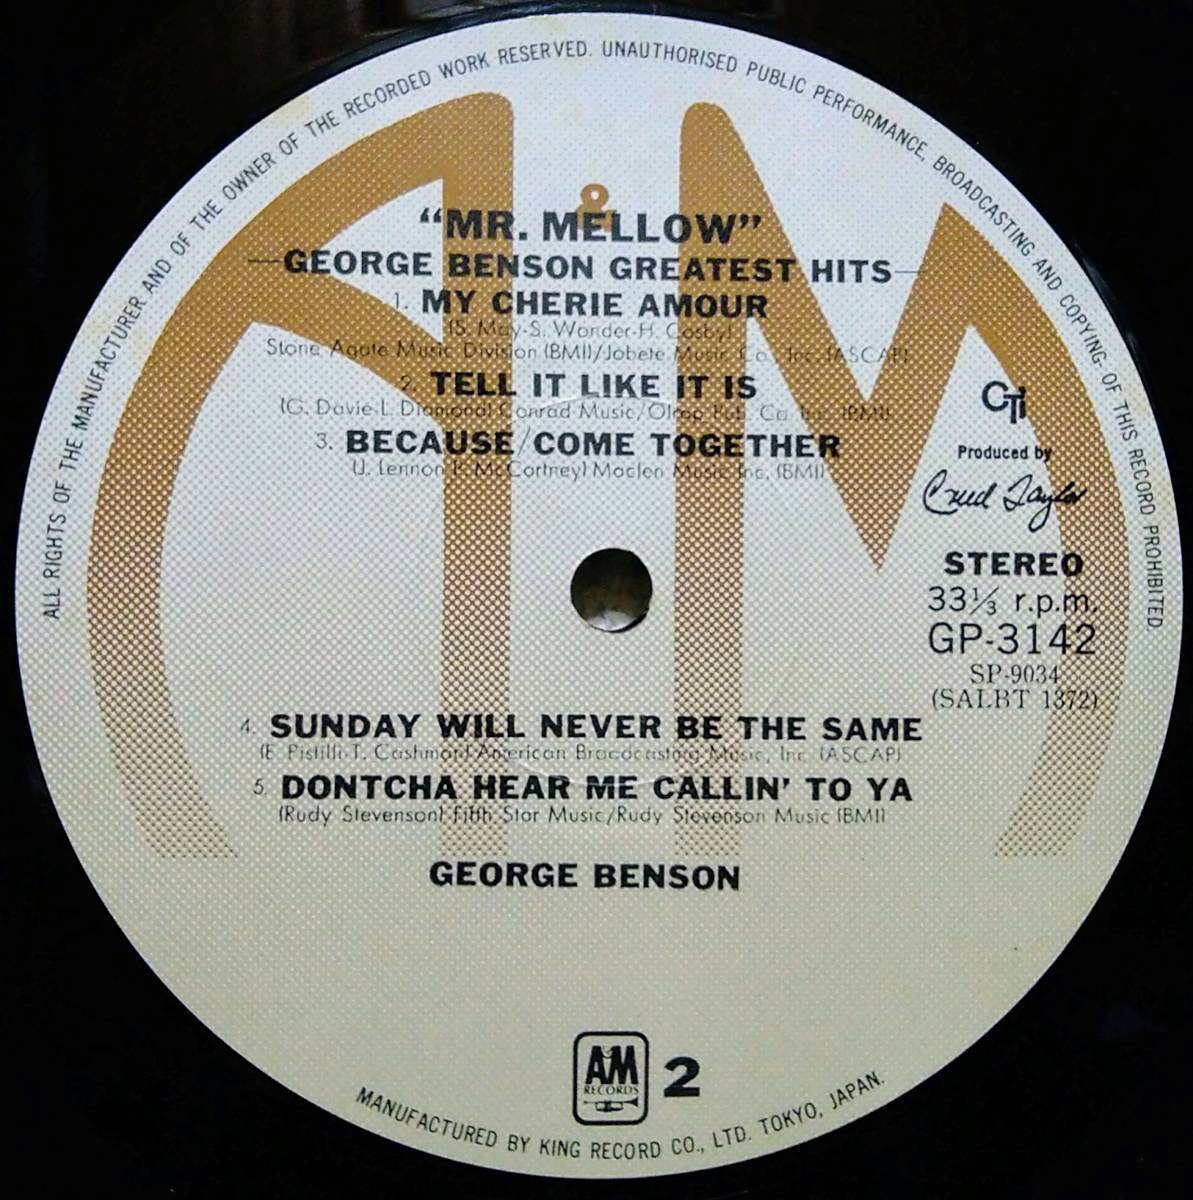 ALL RIGHTS OF THE MANUFACTURER AND OF THE OWNER OF THE RECORDED WORK RESERVED. UNAUTHORISED PUBLIC PERFORMANCE, BROADCASTING AND COPYING OF THIS RECORD PROHIBITED.
A&M
“MR. MELLOW”
—GEORGE BENSON GREATEST HITS—
1. MY CHERIE AMOUR
(S. Moy-S. Wonder-H. Cosby)
Stone Agate Music Division (BMI)/Jobete Music Co., Inc. (ASCAP)
2. TELL IT LIKE IT IS
(G. Davie-L. Diamond) Conrad Music/Olrap Pub. Co. Inc. (BMI)
3. BECAUSE/COME TOGETHER
(J. Lennon-P. McCartney) Maclen Music Inc. (BMI)
CTi
Produced by
Creed Taylor
STEREO
33⅓ r.p.m.
GP-3142
SP-9034
(SALBT 1372)
4. SUNDAY WILL NEVER BE THE SAME
(E. Pistilli-T. Cashman) American Broadcasting Music, Inc. (ASCAP)
5. DONTCHA HEAR ME CALLIN’ TO YA
(Rudy Stevenson) Fifth Star Music/Rudy Stevenson Music (BMI)
GEORGE BENSON
A&M
RECORDS
2
MANUFACTURED BY KING RECORD CO., LTD. TOKYO, JAPAN.